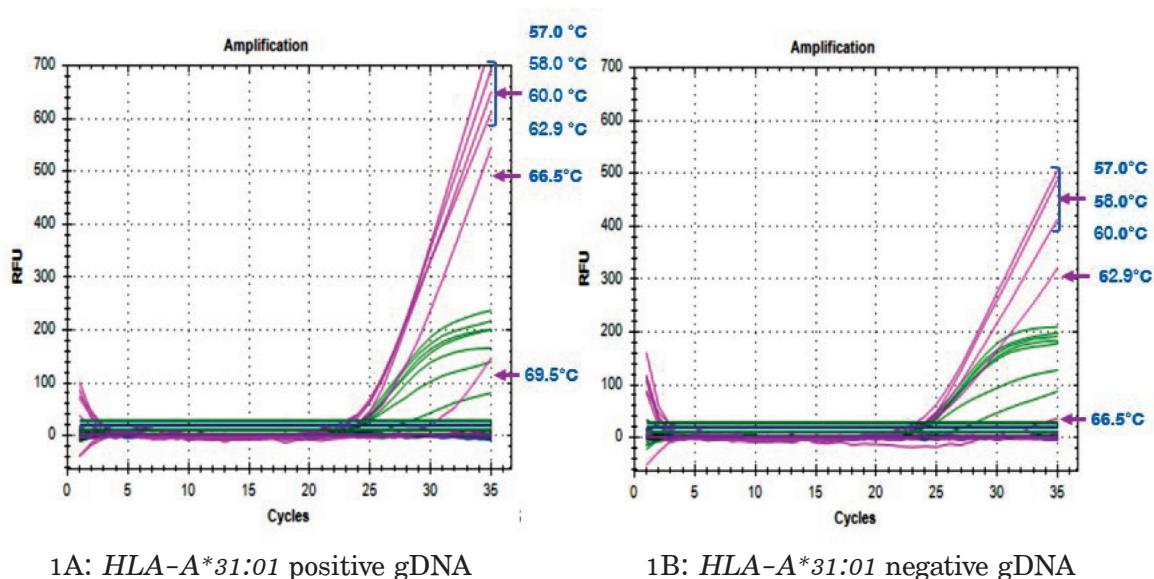 Amplification
700
600
500
400
300
200
100
0
RFU
0 5 10 15 20 25 30 35
Cycles
57.0 °C
58.0 °C
60.0 °C
62.9 °C
66.5°C
69.5°C
1A: HLA-A*31:01 positive gDNA
Amplification
700
600
500
400
300
200
100
0
RFU
0 5 10 15 20 25 30 35
Cycles
57.0°C
58.0°C
60.0°C
62.9°C
66.5°C
1B: HLA-A*31:01 negative gDNA